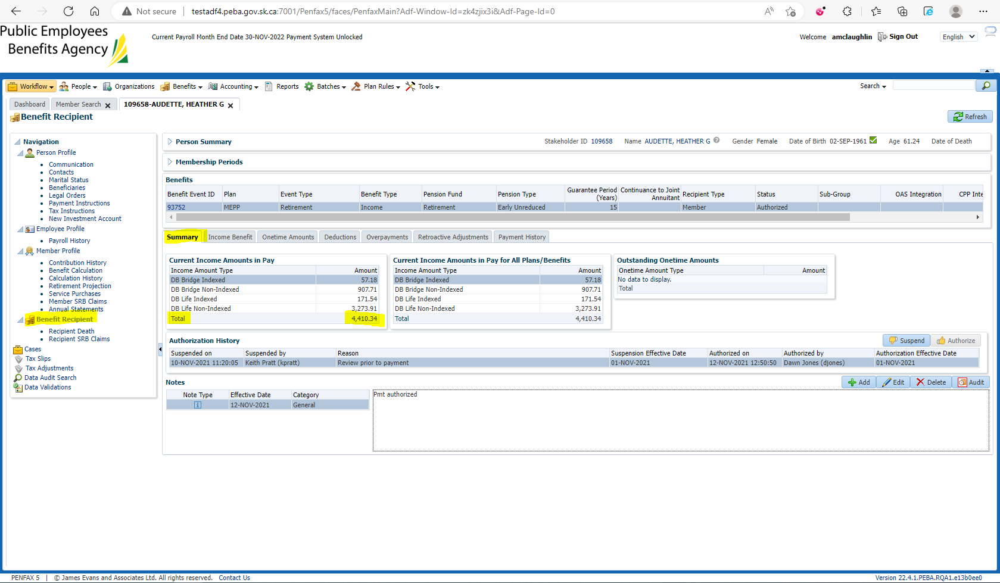 Not secure | testadf4.peba.gov.sk.ca:7001/Penfax5/faces/PenfaxMain?Adf-Window-Id=zk4zjix3i&Adf-Page-Id=0
Public Employees
Benefits Agency
Current Payroll Month End Date 30-NOV-2022 Payment System Unlocked
Welcome amclaughlin Sign Out English
Workflow People Organizations Benefits Accounting Reports Batches Plan Rules Tools Search
Dashboard Member Search 109658-AUDETTE, HEATHER G
Benefit Recipient
Refresh
Navigation
Person Profile
Communication
Contacts
Marital Status
Beneficiaries
Legal Orders
Payment Instructions
Tax Instructions
New Investment Account
Employee Profile
Payroll History
Member Profile
Contribution History
Benefit Calculation
Calculation History
Retirement Projection
Service Purchases
Member SRB Claims
Annual Statements
Benefit Recipient
Recipient Death
Recipient SRB Claims
Cases
Tax Slips
Tax Adjustments
Data Audit Search
Data Validations
Person Summary Stakeholder ID 109658 Name AUDETTE, HEATHER G Gender Female Date of Birth 02-SEP-1961 Age 61.24 Date of Death
Membership Periods
Benefits
Benefit Event ID Plan Event Type Benefit Type Pension Fund Pension Type Guarantee Period (Years) Continuance to Joint Annuitant Recipient Type Status Sub-Group OAS Integration CPP Inte
93752 MEPP Retirement Income Retirement Early Unreduced 15 Member Authorized
Summary Income Benefit Onetime Amounts Deductions Overpayments Retroactive Adjustments Payment History
Current Income Amounts in Pay
Income Amount Type Amount
DB Bridge Indexed 57.18
DB Bridge Non-Indexed 907.71
DB Life Indexed 171.54
DB Life Non-Indexed 3,273.91
Total 4,410.34
Current Income Amounts in Pay for All Plans/Benefits
Income Amount Type Amount
DB Bridge Indexed 57.18
DB Bridge Non-Indexed 907.71
DB Life Indexed 171.54
DB Life Non-Indexed 3,273.91
Total 4,410.34
Outstanding Onetime Amounts
Onetime Amount Type Amount
No data to display.
Total
Authorization History
Suspend Authorize
Suspended on Suspended by Reason Suspension Effective Date Authorized on Authorized by Authorization Effective Date
10-NOV-2021 11:20:05 Keith Pratt (kpratt) Review prior to payment 01-NOV-2021 12-NOV-2021 12:50:50 Dawn Jones (djones) 01-NOV-2021
Notes
Add Edit Delete Audit
Note Type Effective Date Category
12-NOV-2021 General
Pmt authorized
PENFAX 5 | © James Evans and Associates Ltd. All rights reserved. Contact Us
Version 22.4.1.PEBA.RQA1.e13b0ee0